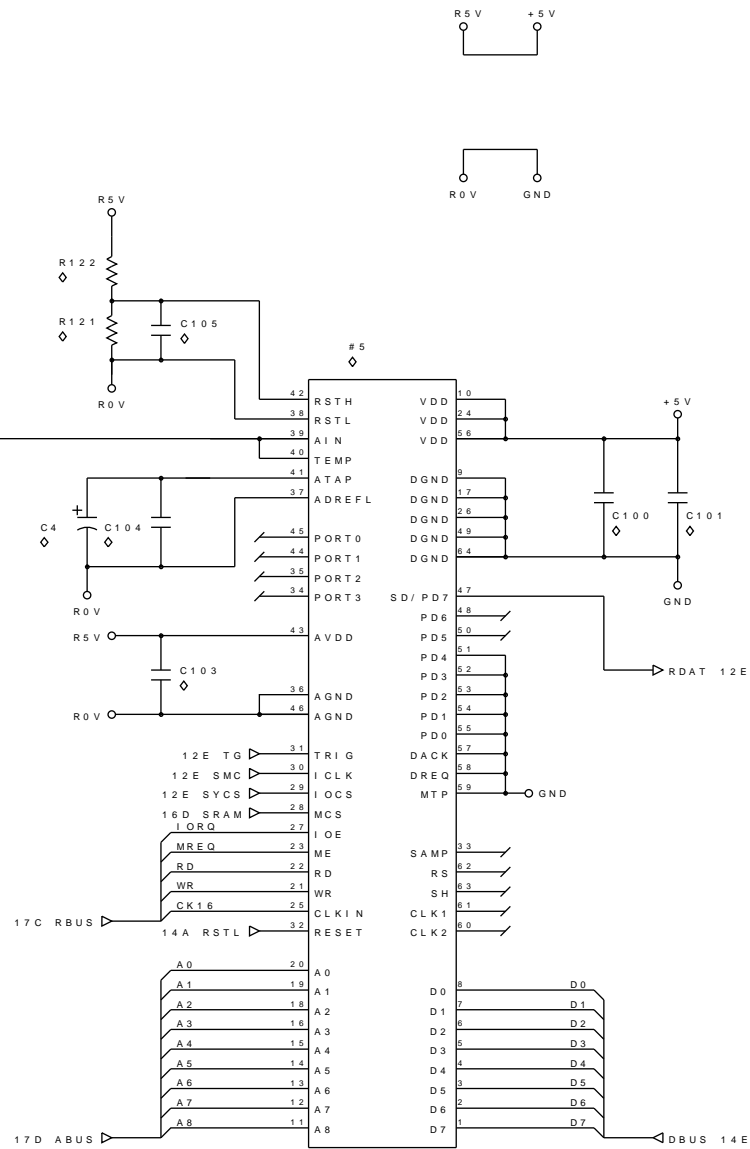 R5V +5V
R0V GND
R5V
R122
R121 C105
R0V
#5
42 RSTH VDD 10
38 RSTL VDD 24
39 AIN VDD 56
+5V
40 TEMP
41 ATAP DGND 9
37 ADREFL DGND 17
DGND 26
45 PORT0 DGND 49
44 PORT1 DGND 64
35 PORT2
34 PORT3 SD/PD7 47
+
C4 C104
R0V
C100 C101
GND
PD6 48
R5V 43 AVDD PD5 50
PD4 51
C103 PD3 52
RDAT 12E
36 AGND PD2 53
R0V 46 AGND PD1 54
PD0 55
12E TG 31 TRIG DACK 57
12E SMC 30 ICLK DREQ 58
12E SYCS 29 IOCS MTP 59 GND
16D SRAM 28 MCS
IORQ 27 IOE
MREQ 23 ME SAMP 33
RD 22 RD RS 62
WR 21 WR SH 63
CK16 25 CLKIN CLK1 61
17C RBUS
14A RSTL 32 RESET CLK2 60
A0 20 A0
A1 19 A1 D0 8 D0
A2 18 A2 D1 7 D1
A3 16 A3 D2 6 D2
A4 15 A4 D3 5 D3
A5 14 A5 D4 4 D4
A6 13 A6 D5 3 D5
A7 12 A7 D6 2 D6
A8 11 A8 D7 1 D7
17D ABUS DBUS 14E